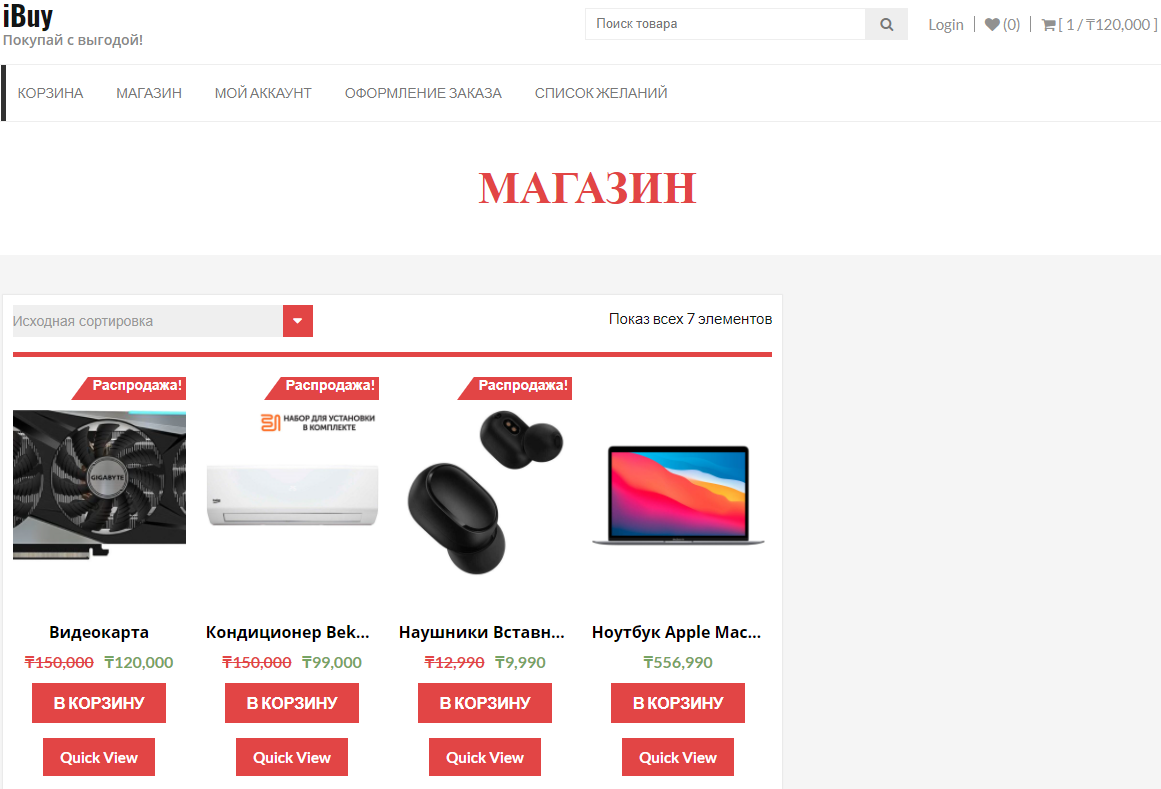 iBuy
Покупай с выгодой!
Поиск товара
Login
(0)
[ 1 / ₸120,000 ]
КОРЗИНА МАГАЗИН МОЙ АККАУНТ ОФОРМЛЕНИЕ ЗАКАЗА СПИСОК ЖЕЛАНИЙ
МАГАЗИН
Исходная сортировка
Показ всех 7 элементов
Распродажа! Распродажа! Распродажа!
НАБОР ДЛЯ УСТАНОВКИ
В КОМПЛЕКТЕ
GIGABYTE
Видеокарта Кондиционер Bek... Наушники Вставн... Ноутбук Apple Mac...
₸150,000 ₸120,000 ₸150,000 ₸99,000 ₸12,990 ₸9,990 ₸556,990
В КОРЗИНУ В КОРЗИНУ В КОРЗИНУ В КОРЗИНУ
Quick View Quick View Quick View Quick View